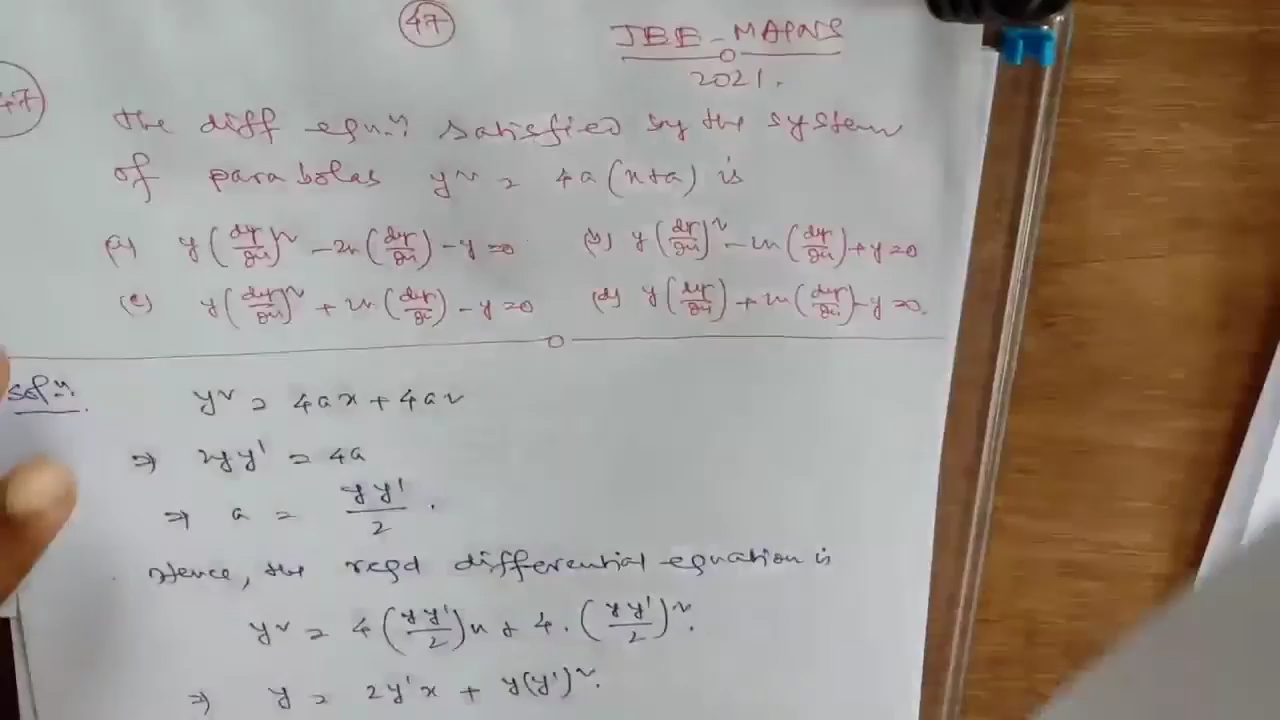 47
JEE-MAINS
2021.
47
The diff equ.n satisfied by the system
of parabolas y² = 4a(x+a) is
(a) y(dy/dx)² - 2x(dy/dx) - y = 0 (b) y(dy/dx)² - 2x(dy/dx) + y = 0
(c) y(dy/dx)² + 2x(dy/dx) - y = 0 (d) y(dy/dx) + 2x(dy/dx) - y = 0.
Sol.n. y² = 4ax + 4a²
⇒ 2yy' = 4a
⇒ a = yy'/2.
Hence, the reqd differential equation is
y² = 4(yy'/2)x + 4.(yy'/2)².
⇒ y = 2y'x + y(y')².